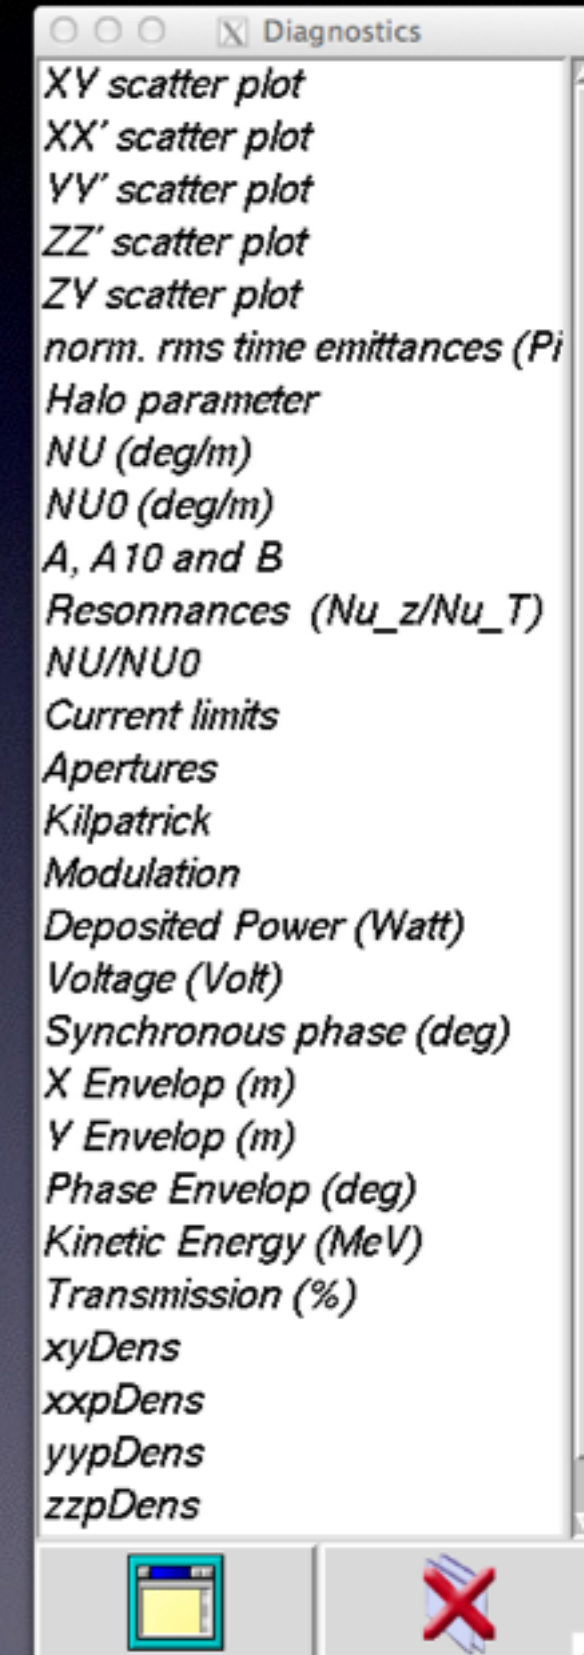 Diagnostics
XY scatter plot
XX' scatter plot
YY' scatter plot
ZZ' scatter plot
ZY scatter plot
norm. rms time emittances (Pi
Halo parameter
NU (deg/m)
NU0 (deg/m)
A, A10 and B
Resonnances (Nu_z/Nu_T)
NU/NU0
Current limits
Apertures
Kilpatrick
Modulation
Deposited Power (Watt)
Voltage (Volt)
Synchronous phase (deg)
X Envelop (m)
Y Envelop (m)
Phase Envelop (deg)
Kinetic Energy (MeV)
Transmission (%)
xyDens
xxpDens
yypDens
zzpDens